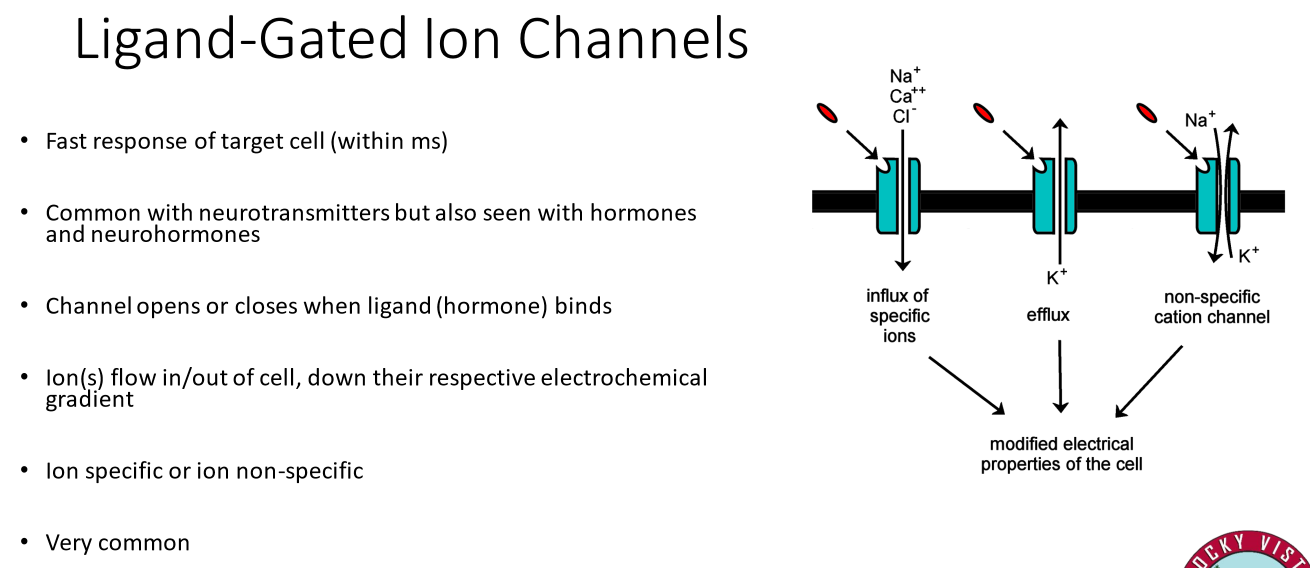 Ligand-Gated Ion Channels
• Fast response of target cell (within ms)
• Common with neurotransmitters but also seen with hormones
and neurohormones
• Channel opens or closes when ligand (hormone) binds
• Ion(s) flow in/out of cell, down their respective electrochemical
gradient
• Ion specific or ion non-specific
• Very common
Na⁺
Ca⁺⁺
Cl⁻
influx of
specific
ions
K⁺
efflux
Na⁺
K⁺
non-specific
cation channel
modified electrical
properties of the cell
OCKY VIST